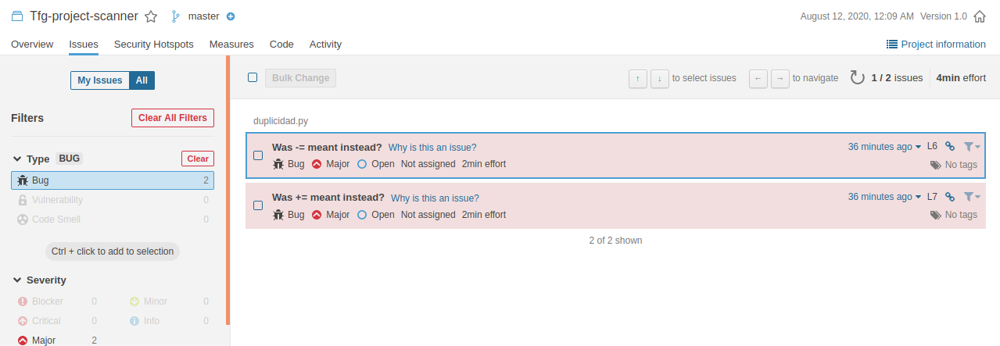 Tfg-project-scanner master August 12, 2020, 12:09 AM Version 1.0
Overview Issues Security Hotspots Measures Code Activity Project information
My Issues All
Bulk Change ↑ ↓ to select issues ← → to navigate 1 / 2 issues 4min effort
Filters Clear All Filters
Type BUG Clear
Bug 2
Vulnerability 0
Code Smell 0
Ctrl + click to add to selection
Severity
Blocker 0 Minor 0
Critical 0 Info 0
Major 2
duplicidad.py
Was -= meant instead? Why is this an issue? 36 minutes ago L6
Bug Major Open Not assigned 2min effort No tags
Was += meant instead? Why is this an issue? 36 minutes ago L7
Bug Major Open Not assigned 2min effort No tags
2 of 2 shown